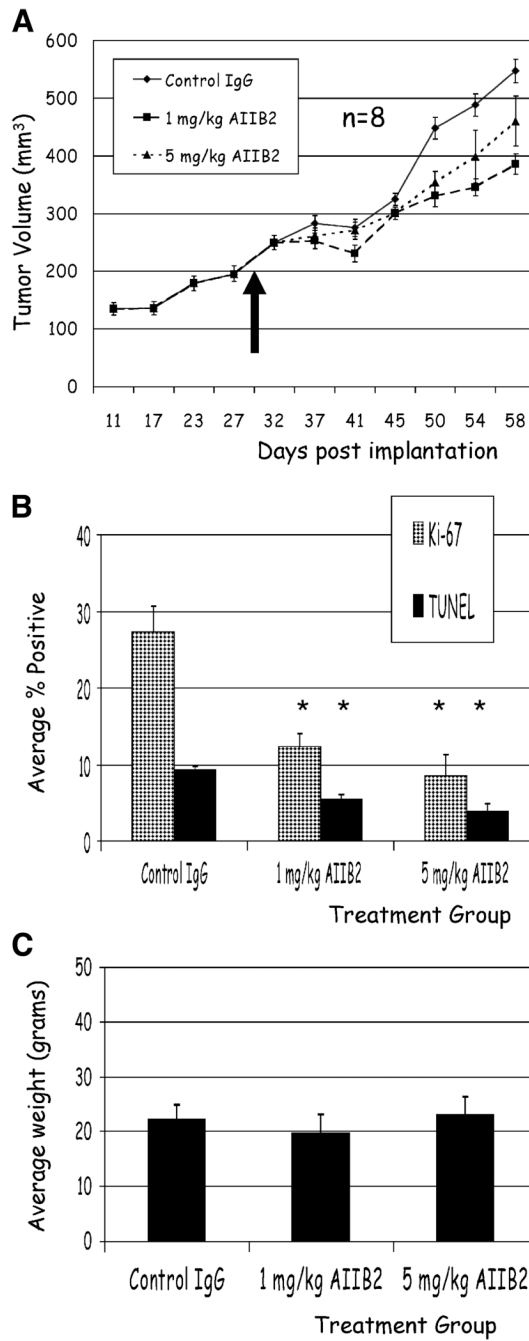 A
Tumor Volume (mm³)
600
500
400
300
200
100
0
Control IgG
1 mg/kg AIIB2
5 mg/kg AIIB2
n=8
11 17 23 27 32 37 41 45 50 54 58
Days post implantation
B
Average % Positive
40
30
20
10
0
Ki-67
TUNEL
* * * *
Control IgG 1 mg/kg AIIB2 5 mg/kg AIIB2
Treatment Group
C
Average weight (grams)
50
40
30
20
10
0
Control IgG 1 mg/kg AIIB2 5 mg/kg AIIB2
Treatment Group